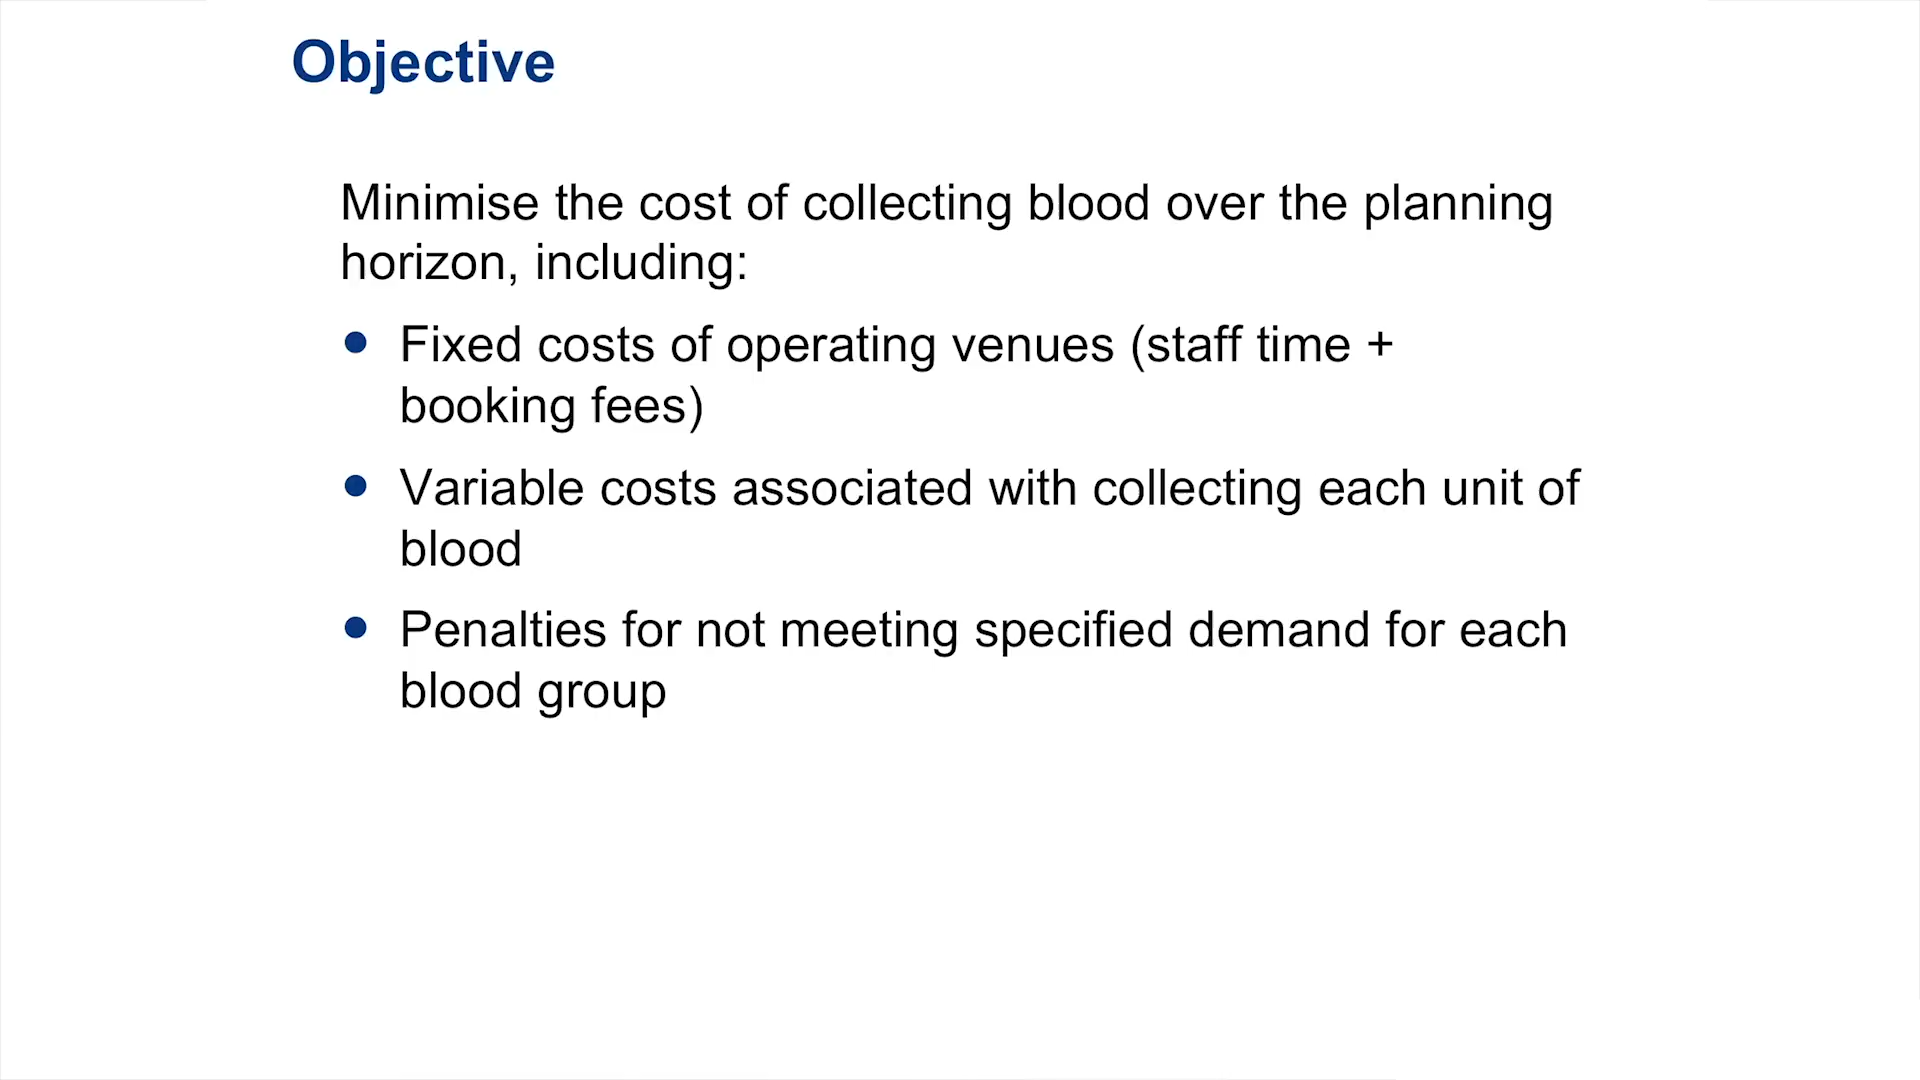 Objective
Minimise the cost of collecting blood over the planning
horizon, including:
● Fixed costs of operating venues (staff time +
booking fees)
● Variable costs associated with collecting each unit of
blood
● Penalties for not meeting specified demand for each
blood group